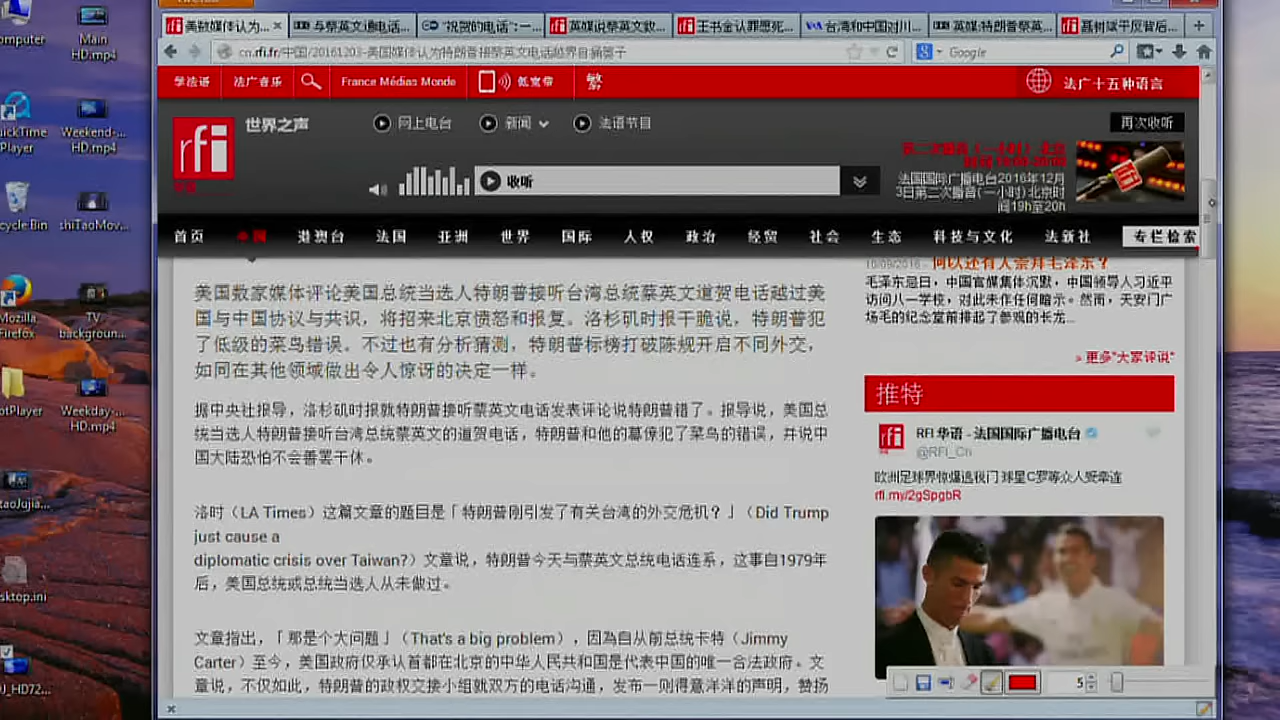 omputer
Main
HD.mp4
uickTime
Player
Weekend-...
HD.mp4
cycle Bin
shiTaoMov...
Mozilla
Firefox
TV
backgroun...
otPlayer
Weekday-...
HD.mp4
taoJujia...
sktop.ini
J_HD72...
美数媒体认为...
与蔡英文通电话...
"祝贺的电话":一...
英媒说蔡英文数...
王书金认罪愿死...
VOA 台湾和中国对川...
英媒:特朗普蔡英...
聂树斌平反背后...
cn.rfi.fr/中国/20161203-美国媒体认为特朗普接蔡英文电话越界自捅篓子
Google
学法语
法广音乐
France Médias Monde
低宽带
繁
法广十五种语言
rfi
世界之声
网上电台
新闻
法语节目
再次收听
收听
法国国际广播电台2016年12月
3日第二次播音(一小时)北京时
间19h至20h
首页
中国
港澳台
法国
亚洲
世界
国际
人权
政治
经贸
社会
生态
科技与文化
法新社
专栏检索
美国数家媒体评论美国总统当选人特朗普接听台湾总统蔡英文道贺电话越过美
国与中国协议与共识，将招来北京愤怒和报复。洛杉矶时报干脆说，特朗普犯
了低级的菜鸟错误。不过也有分析猜测，特朗普标榜打破陈规开启不同外交，
如同在其他领域做出令人惊讶的决定一样。
据中央社报导，洛杉矶时报就特朗普接听蔡英文电话发表评论说特朗普错了。报导说，美国总
统当选人特朗普接听台湾总统蔡英文的道贺电话，特朗普和他的幕僚犯了菜鸟的错误，并说中
国大陆恐怕不会善罢干休。
洛时（LA Times）这篇文章的题目是「特朗普刚引发了有关台湾的外交危机？」（Did Trump
just cause a
diplomatic crisis over Taiwan?）文章说，特朗普今天与蔡英文总统电话连系，这事自1979年
后，美国总统或总统当选人从未做过。
文章指出，「那是个大问题」（That's a big problem），因為自从前总统卡特（Jimmy
Carter）至今，美国政府仅承认首都在北京的中华人民共和国是代表中国的唯一合法政府。文
章说，不仅如此，特朗普的政权交接小组就双方的电话沟通，发布一则得意洋洋的声明，赞扬
10/09/2016 - 何以还有人崇拜毛泽东？
毛泽东忌日，中国官媒集体沉默，中国领导人习近平
访问八一学校，对此未作任何暗示。然而，天安门广
场毛的纪念堂前排起了参观的长龙...
» 更多"大家评说"
推特
RFI 华语 - 法国国际广播电台
@RFI_Cn
欧洲足球界惊爆逃税门 球星C罗等众人受牵连
rfi.my/2gSpgbR
5